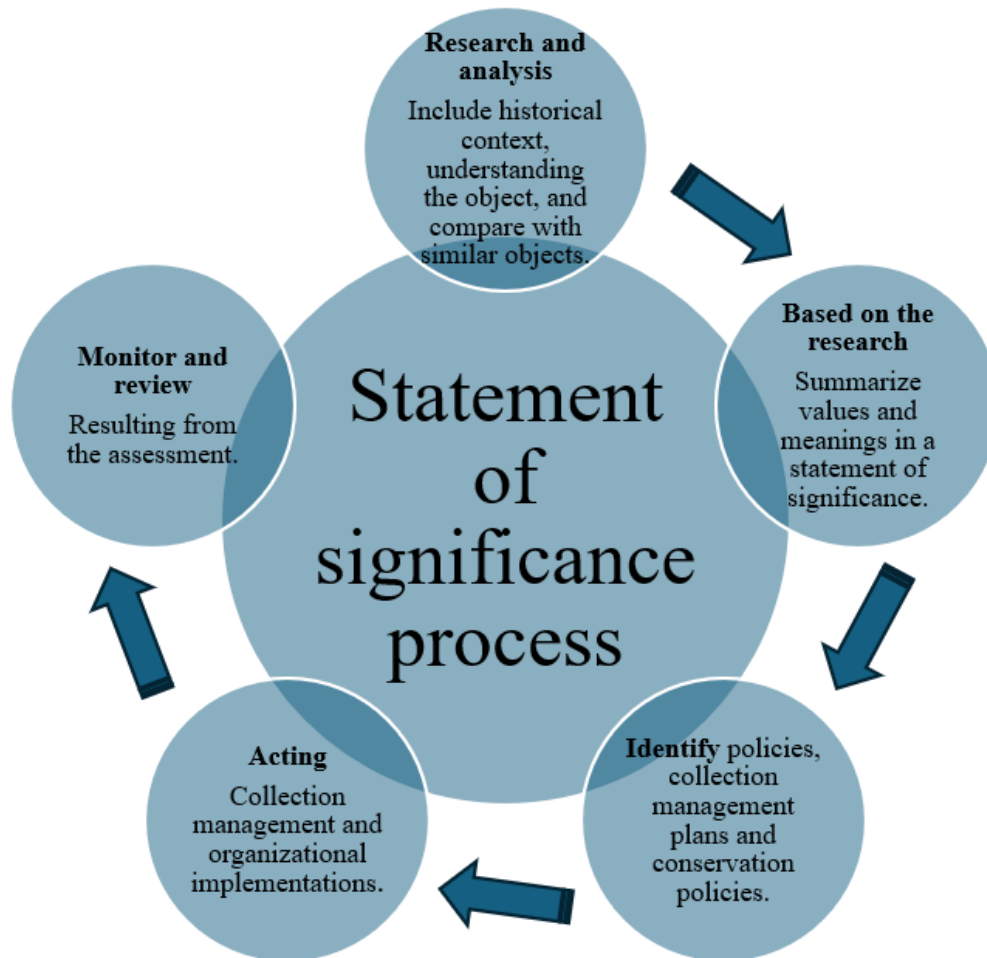 Research and
analysis
Include historical
context,
understanding
the object, and
compare with
similar objects.
Based on the
research
Summarize
values and
meanings in a
statement of
significance.
Identify policies,
collection
management
plans and
conservation
policies.
Acting
Collection
management and
organizational
implementations.
Monitor and
review
Resulting from
the assessment.
Statement
of
significance
process